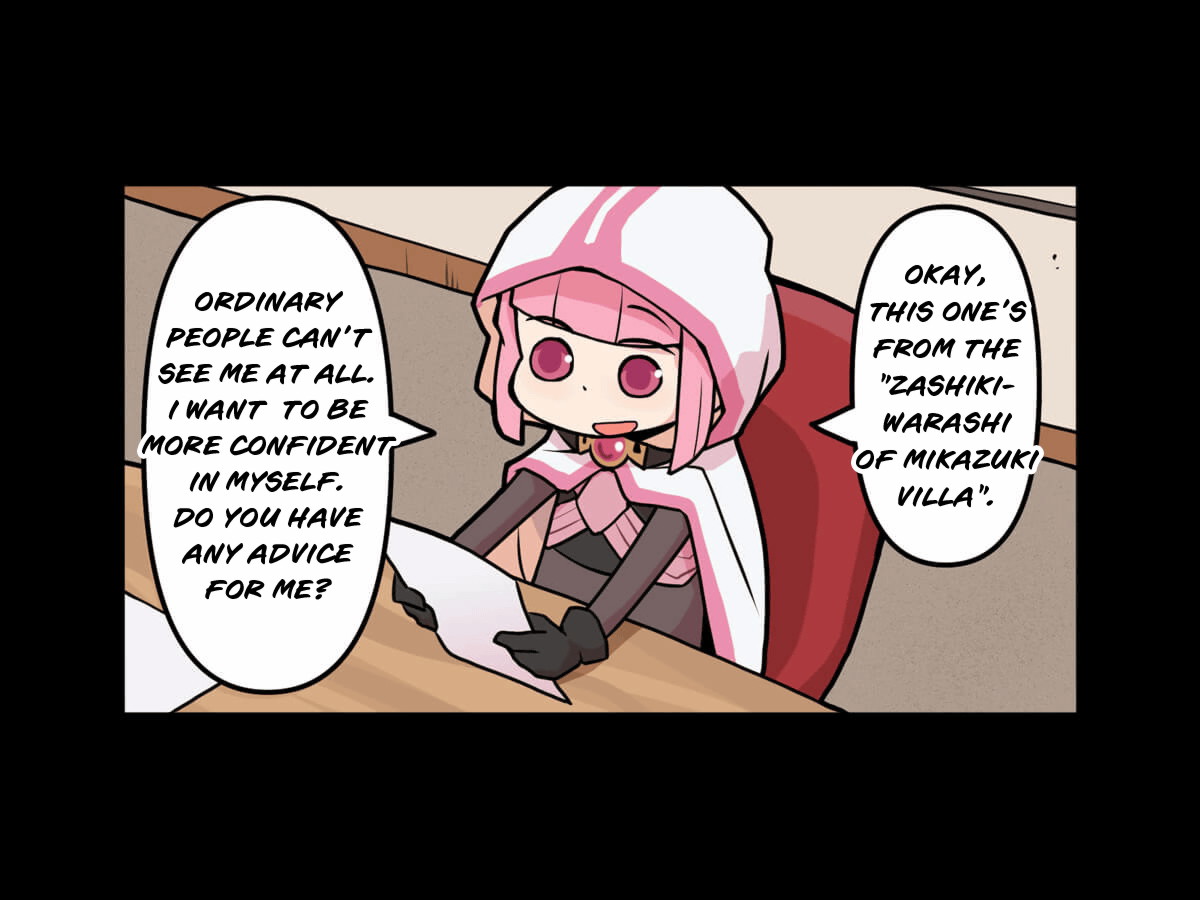 OKAY,
THIS ONE'S
FROM THE
"ZASHIKI-
WARASHI
OF MIKAZUKI
VILLA".
ORDINARY
PEOPLE CAN'T
SEE ME AT ALL.
I WANT TO BE
MORE CONFIDENT
IN MYSELF.
DO YOU HAVE
ANY ADVICE
FOR ME?